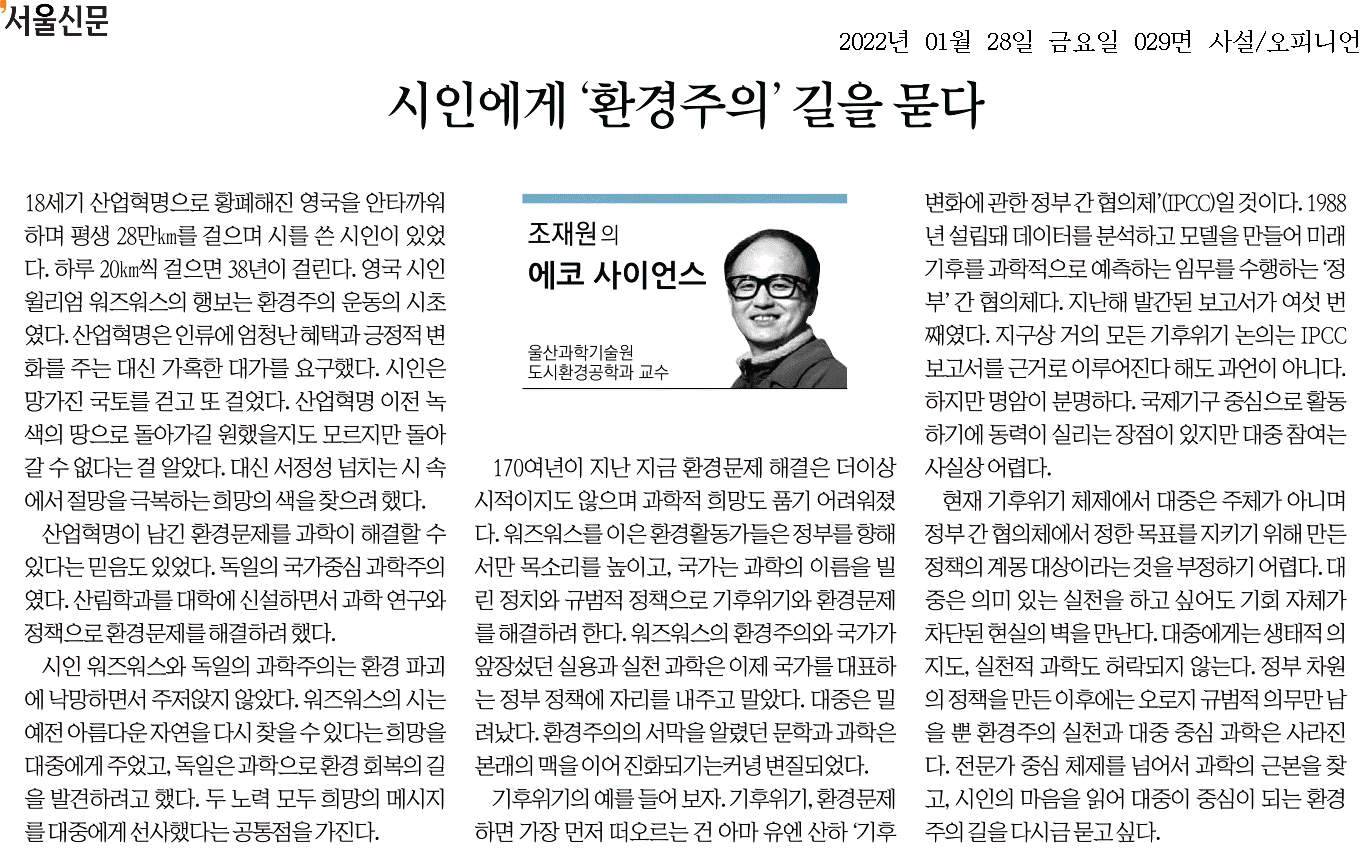 서울신문
2022년 01월 28일 금요일 029면 사설/오피니언
시인에게 ‘환경주의’ 길을 묻다
18세기 산업혁명으로 황폐해진 영국을 안타까워
하며 평생 28만㎞를 걸으며 시를 쓴 시인이 있었
다. 하루 20㎞씩 걸으면 38년이 걸린다. 영국 시인
윌리엄 워즈워스의 행보는 환경주의 운동의 시초
였다. 산업혁명은 인류에 엄청난 혜택과 긍정적 변
화를 주는 대신 가혹한 대가를 요구했다. 시인은
망가진 국토를 걷고 또 걸었다. 산업혁명 이전 녹
색의 땅으로 돌아가길 원했을지도 모르지만 돌아
갈 수 없다는 걸 알았다. 대신 서정성 넘치는 시 속
에서 절망을 극복하는 희망의 색을 찾으려 했다.
산업혁명이 남긴 환경문제를 과학이 해결할 수
있다는 믿음도 있었다. 독일의 국가중심 과학주의
였다. 산림학과를 대학에 신설하면서 과학 연구와
정책으로 환경문제를 해결하려 했다.
시인 워즈워스와 독일의 과학주의는 환경 파괴
에 낙망하면서 주저앉지 않았다. 워즈워스의 시는
예전 아름다운 자연을 다시 찾을 수 있다는 희망을
대중에게 주었고, 독일은 과학으로 환경 회복의 길
을 발견하려고 했다. 두 노력 모두 희망의 메시지
를 대중에게 선사했다는 공통점을 가진다.
조재원의
에코 사이언스
울산과학기술원
도시환경공학과 교수
170여년이 지난 지금 환경문제 해결은 더이상
시적이지도 않으며 과학적 희망도 품기 어려워졌
다. 워즈워스를 이은 환경활동가들은 정부를 향해
서만 목소리를 높이고, 국가는 과학의 이름을 빌
린 정치와 규범적 정책으로 기후위기와 환경문제
를 해결하려 한다. 워즈워스의 환경주의와 국가가
앞장섰던 실용과 실천 과학은 이제 국가를 대표하
는 정부 정책에 자리를 내주고 말았다. 대중은 밀
려났다. 환경주의의 서막을 알렸던 문학과 과학은
본래의 맥을 이어 진화되기는커녕 변질되었다.
기후위기의 예를 들어 보자. 기후위기, 환경문제
하면 가장 먼저 떠오르는 건 아마 유엔 산하 ‘기후
변화에 관한 정부 간 협의체’(IPCC)일 것이다. 1988
년 설립돼 데이터를 분석하고 모델을 만들어 미래
기후를 과학적으로 예측하는 임무를 수행하는 ‘정
부’ 간 협의체다. 지난해 발간된 보고서가 여섯 번
째였다. 지구상 거의 모든 기후위기 논의는 IPCC
보고서를 근거로 이루어진다 해도 과언이 아니다.
하지만 명암이 분명하다. 국제기구 중심으로 활동
하기에 동력이 실리는 장점이 있지만 대중 참여는
사실상 어렵다.
현재 기후위기 체제에서 대중은 주체가 아니며
정부 간 협의체에서 정한 목표를 지키기 위해 만든
정책의 계몽 대상이라는 것을 부정하기 어렵다. 대
중은 의미 있는 실천을 하고 싶어도 기회 자체가
차단된 현실의 벽을 만난다. 대중에게는 생태적 의
지도, 실천적 과학도 허락되지 않는다. 정부 차원
의 정책을 만든 이후에는 오로지 규범적 의무만 남
을 뿐 환경주의 실천과 대중 중심 과학은 사라진
다. 전문가 중심 체제를 넘어서 과학의 근본을 찾
고, 시인의 마음을 읽어 대중이 중심이 되는 환경
주의 길을 다시금 묻고 싶다.